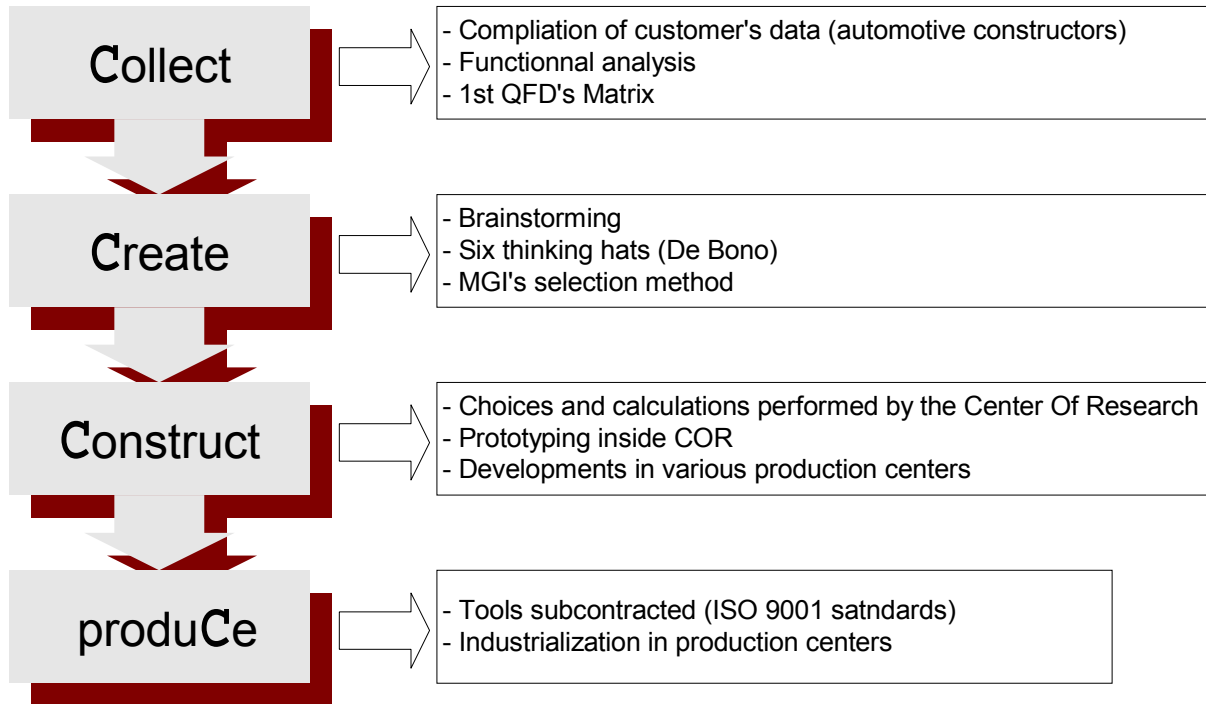 Collect
- Compliation of customer's data (automotive constructors)
- Functionnal analysis
- 1st QFD's Matrix
Create
- Brainstorming
- Six thinking hats (De Bono)
- MGI's selection method
Construct
- Choices and calculations performed by the Center Of Research
- Prototyping inside COR
- Developments in various production centers
produCe
- Tools subcontracted (ISO 9001 satndards)
- Industrialization in production centers